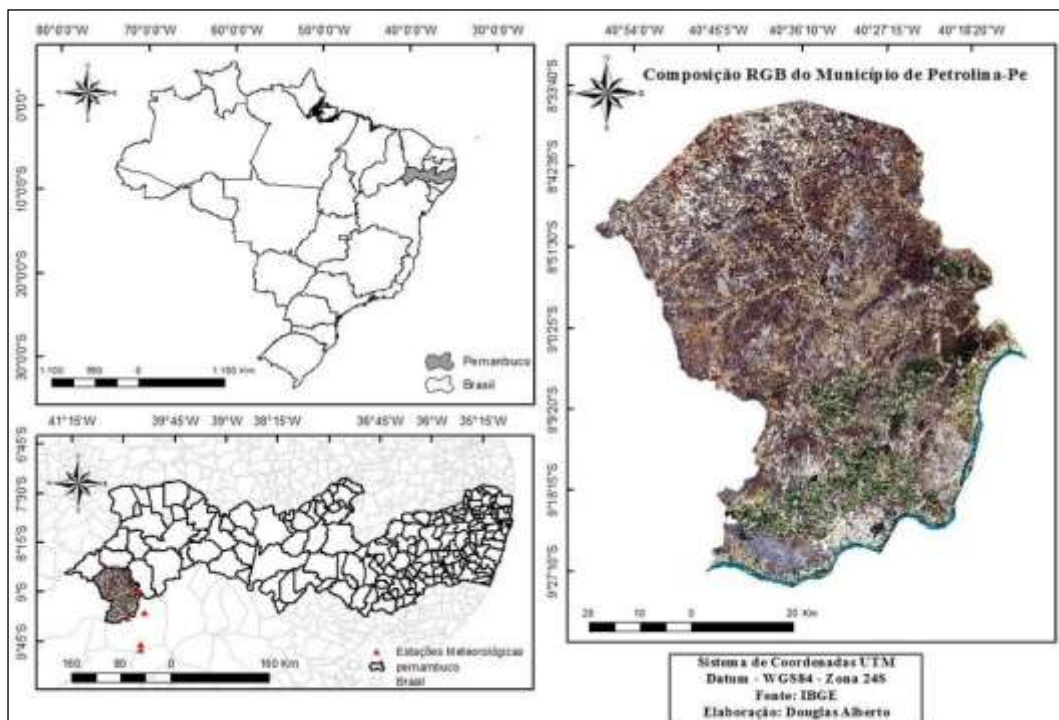 80°0'0"W 70°0'0"W 60°0'0"W 50°0'0"W 40°0'0"W 30°0'0"W
0°0'0"
10°0'0"S
20°0'0"S
30°0'0"S
Pernambuco
Brasil
0
Km
41°15'W 39°45'W 39°W 38°15'W 36°45'W 36°W 35°15'W
6°45'S
7°30'S
8°15'S
9°S
9°45'S
Estações Meteorológicas
pernambuco
Brasil
160 80 0 160 Km
40°54'0"W 40°45'5"W 40°36'10"W 40°27'15"W 40°18'20"W
Composição RGB do Município de Petrolina-Pe
8°33'40"S
8°42'35"S
8°51'30"S
9°0'25"S
9°9'20"S
9°18'15"S
9°27'10"S
10 0 20 Km
Sistema de Coordenadas UTM
Datum - WGS84 - Zona 24S
Fonte: IBGE
Elaboração: Douglas Alberto